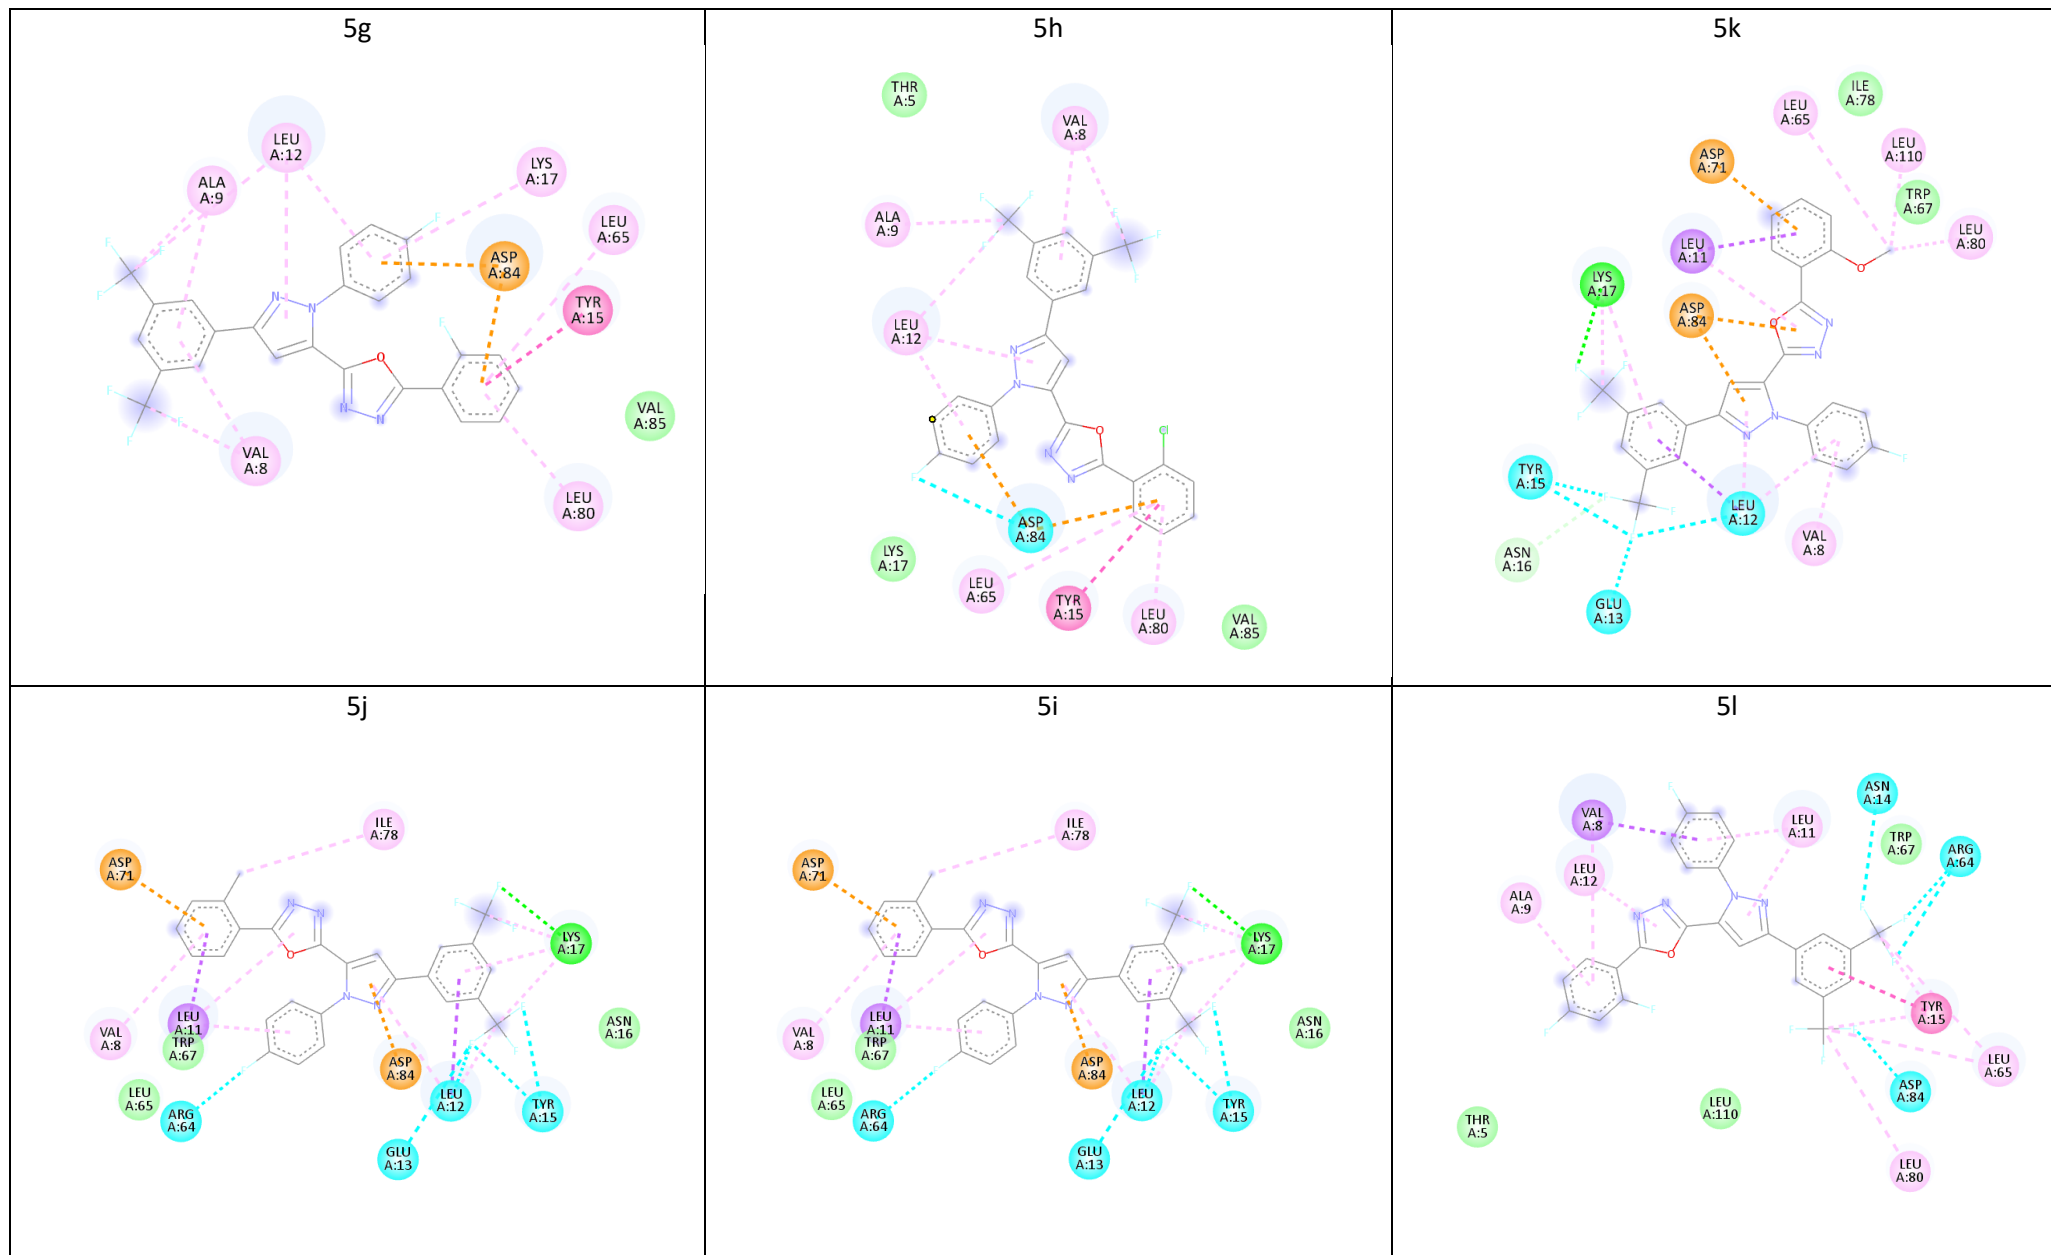 5g
LEU
A:12
LYS
A:17
ALA
A:9
LEU
A:65
F
ASP
A:84
F
F
F
TYR
A:15
N
N
F
O
VAL
A:85
F
F
F
N
N
VAL
A:8
LEU
A:80
5h
THR
A:5
VAL
A:8
F
F
ALA
A:9
F
F
F
F
LEU
A:12
N
N
O
Cl
N
N
F
ASP
A:84
LYS
A:17
LEU
A:65
TYR
A:15
LEU
A:80
VAL
A:85
5k
ILE
A:78
LEU
A:65
LEU
A:110
ASP
A:71
TRP
A:67
LEU
A:11
LEU
A:80
O
LYS
A:17
ASP
A:84
O
N
N
F
F
F
N
N
F
TYR
A:15
F
F
F
LEU
A:12
VAL
A:8
ASN
A:16
GLU
A:13
5j
ILE
A:78
ASP
A:71
F
N
N
F
F
O
LYS
A:17
N
N
F
VAL
A:8
LEU
A:11
TRP
A:67
ASN
A:16
F
F
F
ASP
A:84
LEU
A:65
ARG
A:64
LEU
A:12
TYR
A:15
GLU
A:13
5i
ILE
A:78
ASP
A:71
F
N
N
F
F
O
LYS
A:17
N
N
F
VAL
A:8
LEU
A:11
TRP
A:67
ASN
A:16
F
F
F
ASP
A:84
LEU
A:65
ARG
A:64
LEU
A:12
TYR
A:15
GLU
A:13
5l
ASN
A:14
F
VAL
A:8
LEU
A:11
TRP
A:67
ARG
A:64
LEU
A:12
ALA
A:9
N
N
N
N
F
F
F
O
F
F
TYR
A:15
F
F
F
LEU
A:65
ASP
A:84
THR
A:5
LEU
A:110
LEU
A:80